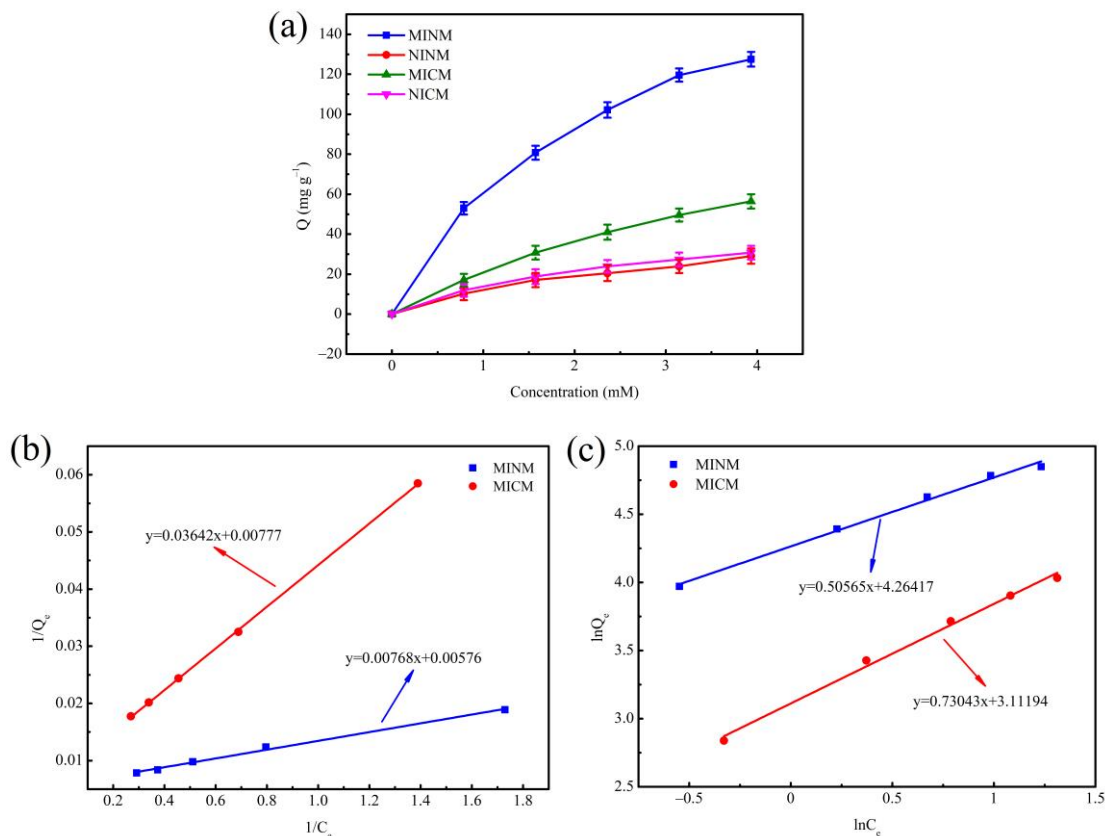 (a)
MINM
NINM
MICM
NICM
140
120
100
80
60
40
20
0
–20
Q (mg g⁻¹)
0 1 2 3 4 5
Concentration (mM)
(b)
MINM
MICM
0.06
0.05
0.04
0.03
0.02
0.01
1/Qₑ
y=0.03642x+0.00777
y=0.00768x+0.00576
0.2 0.4 0.6 0.8 1.0 1.2 1.4 1.6 1.8
(c)
MINM
MICM
5.0
4.5
4.0
3.5
3.0
2.5
lnQₑ
y=0.50565x+4.26417
y=0.73043x+3.11194
–0.5 0 0.5 1 1.5
lnCₑ